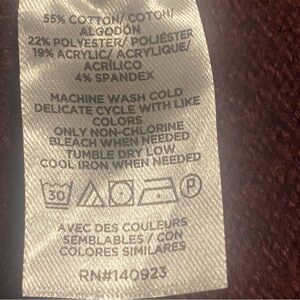 55% COTTON/ COTON/
ALGODÓN
22% POLYESTER/ POLIÉSTER
19% ACRYLIC/ ACRYLIQUE/
ACRÍLICO
4% SPANDEX
MACHINE WASH COLD
DELICATE CYCLE WITH LIKE
COLORS
ONLY NON-CHLORINE
BLEACH WHEN NEEDED
TUMBLE DRY LOW
COOL IRON WHEN NEEDED
30 P
AVEC DES COULEURS
SEMBLABLES / CON
COLORES SIMILARES
RN#140923